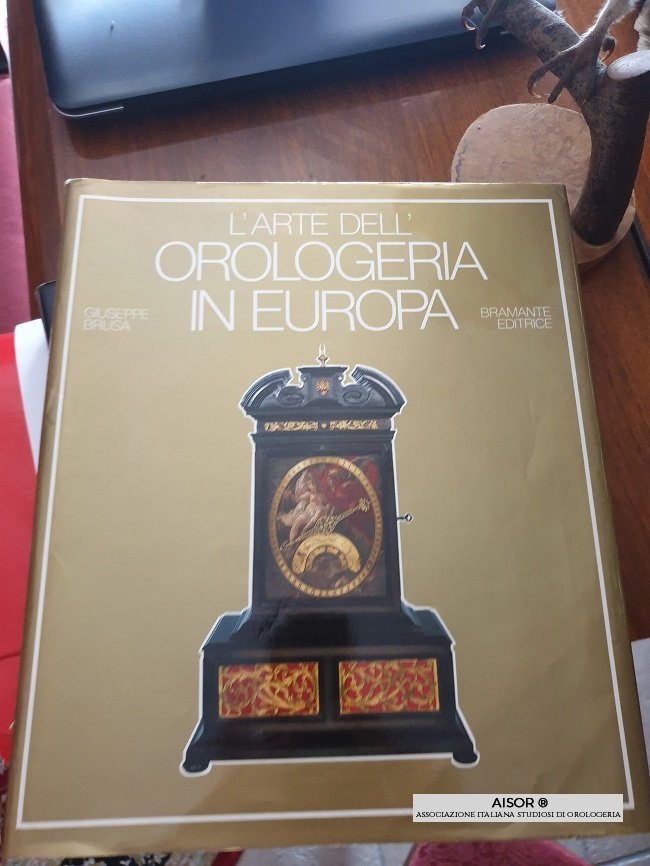 L'ARTE DELL'
OROLOGERIA
IN EUROPA
GIUSEPPE
BRUSA
BRAMANTE
EDITRICE
AISOR ®
ASSOCIAZIONE ITALIANA STUDIOSI DI OROLOGERIA